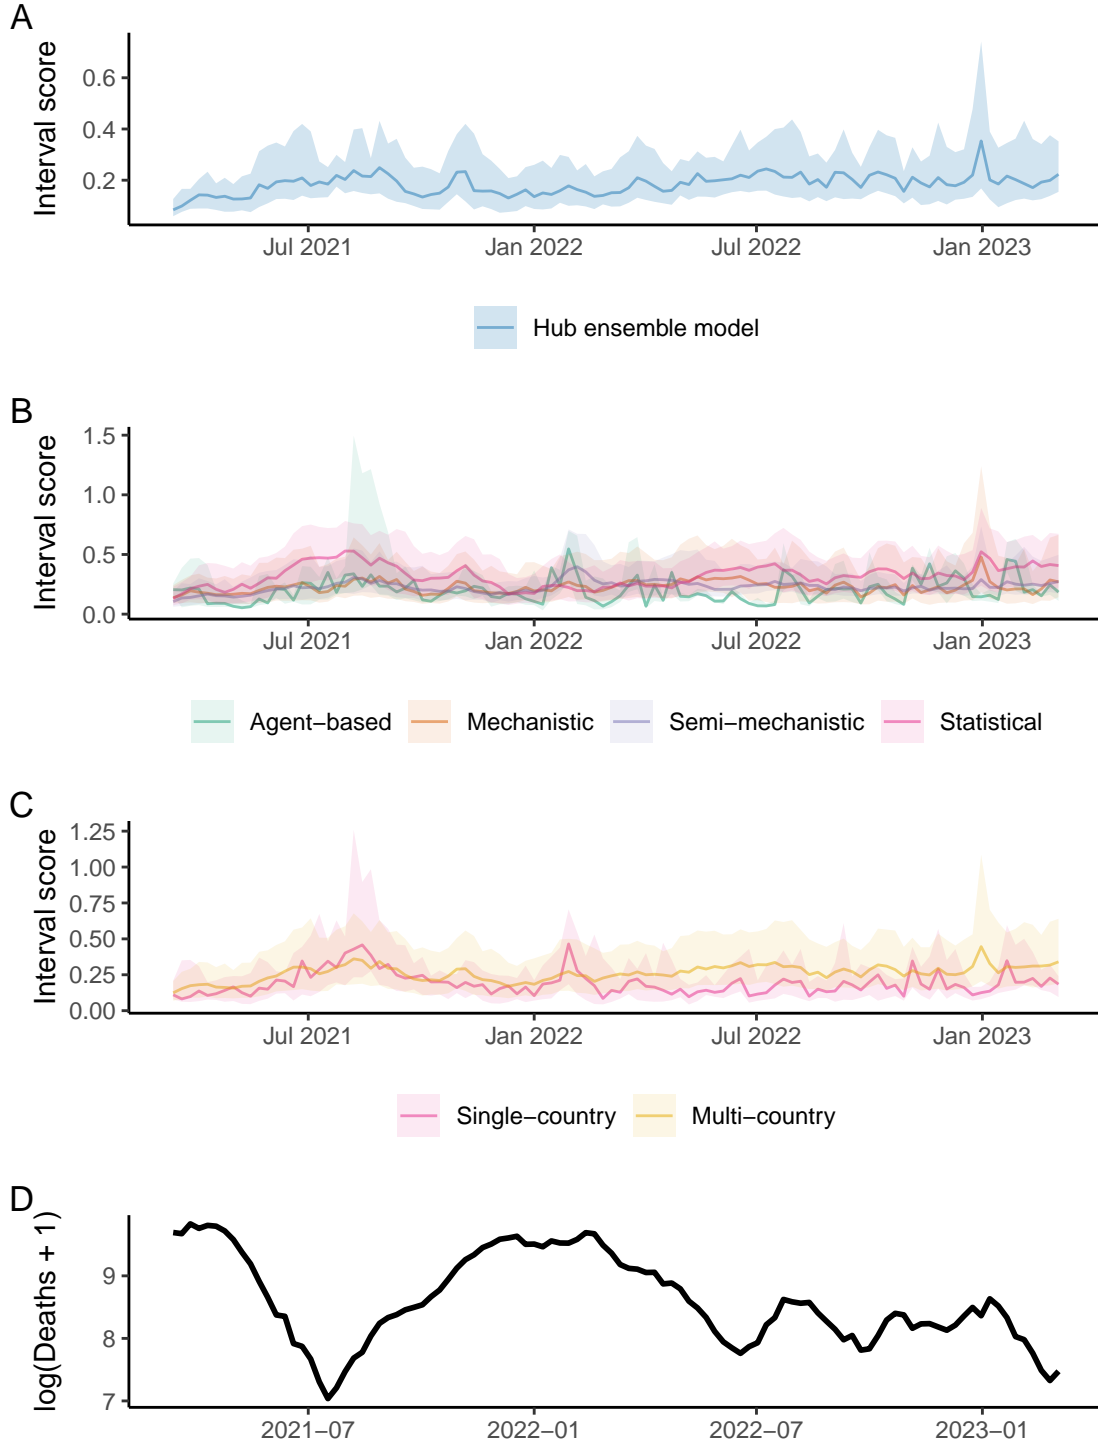 A
Interval score
0.6
0.4
0.2
Jul 2021 Jan 2022 Jul 2022 Jan 2023
Hub ensemble model
B
Interval score
1.5
1.0
0.5
0.0
Jul 2021 Jan 2022 Jul 2022 Jan 2023
Agent−based Mechanistic Semi−mechanistic Statistical
C
Interval score
1.25
1.00
0.75
0.50
0.25
0.00
Jul 2021 Jan 2022 Jul 2022 Jan 2023
Single−country Multi−country
D
log(Deaths + 1)
9
8
7
2021−07 2022−01 2022−07 2023−01